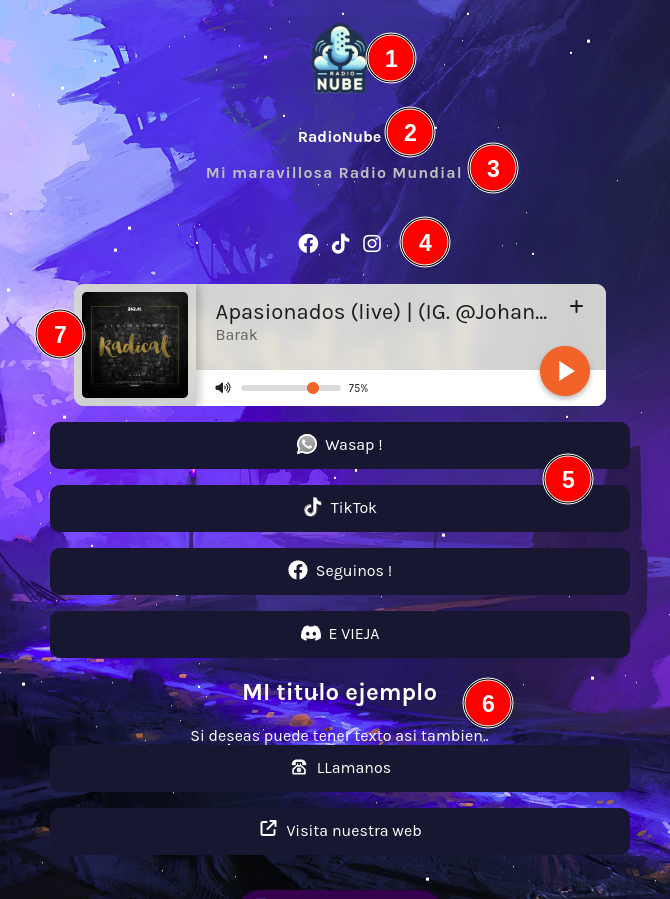 RADIO
NUBE
1
RadioNube
2
Mi maravillosa Radio Mundial
3
4
7
BARAK
Radical
Apasionados (live) | (IG. @Johan...
+
Barak
75%
Wasap !
5
TikTok
Seguinos !
E VIEJA
MI titulo ejemplo
6
Si deseas puede tener texto asi tambien..
LLamanos
Visita nuestra web